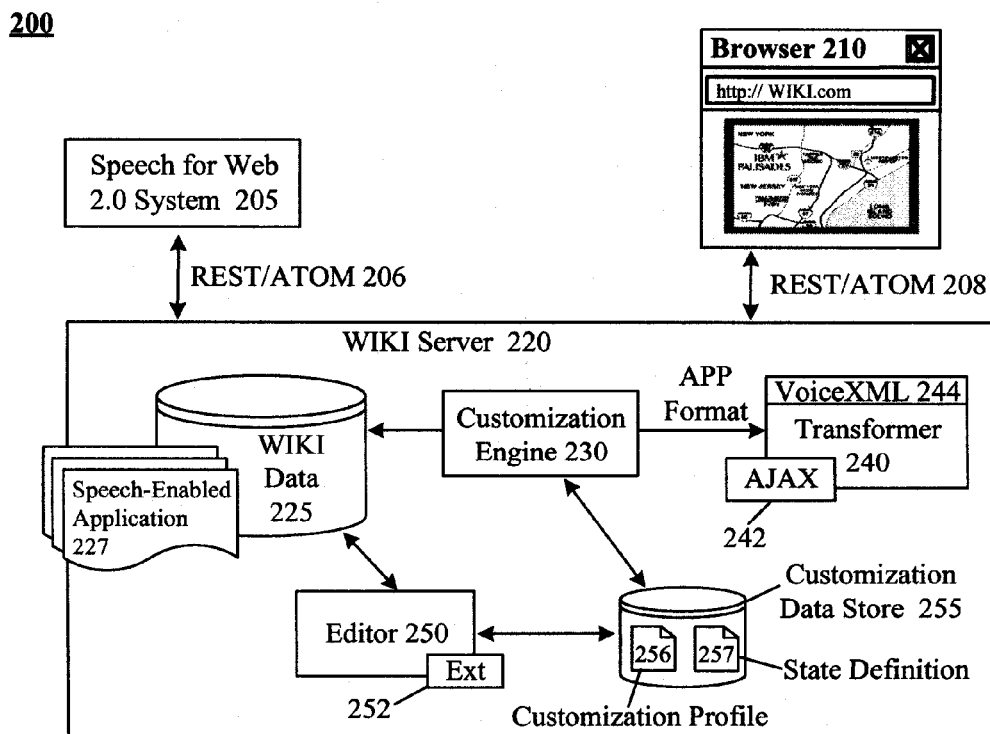 200
Browser 210
http:// WIKI.com
NEW YORK
IBM
PALISADES
NEW JERSEY
LONG
ISLAND
SOUND
Speech for Web
2.0 System 205
REST/ATOM 206
REST/ATOM 208
WIKI Server 220
WIKI
Data
225
Speech-Enabled
Application
227
Customization
Engine 230
APP
Format
VoiceXML 244
Transformer
240
AJAX
242
Editor 250
Ext
252
Customization
Data Store 255
256
257
State Definition
Customization Profile